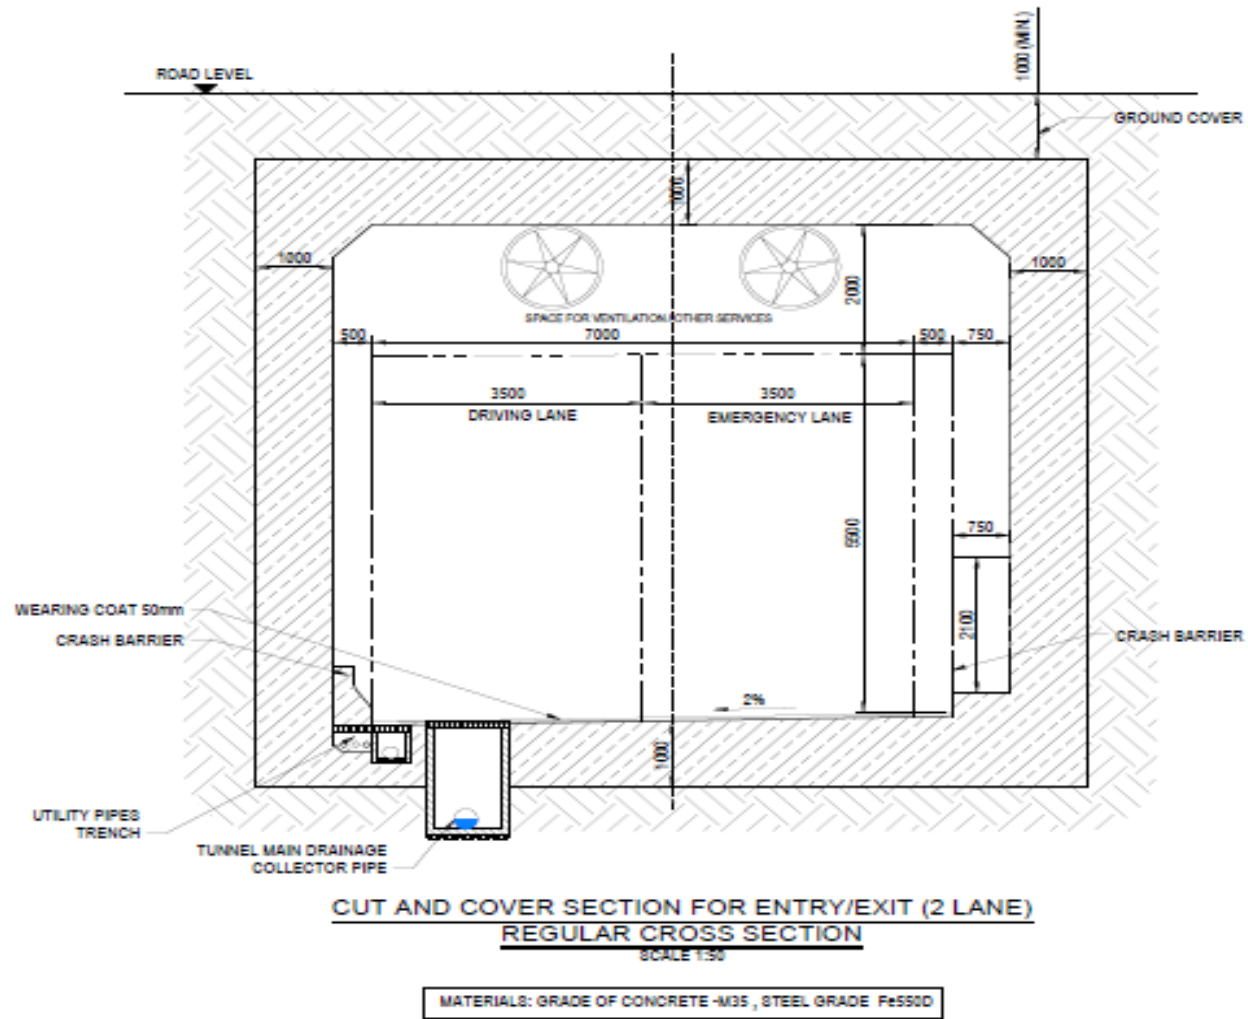 1000 (MIN.)
ROAD LEVEL
GROUND COVER
1000
1000
1000
2000
SPACE FOR VENTILATION/OTHER SERVICES
500
7000
500
750
3500
3500
DRIVING LANE
EMERGENCY LANE
5500
750
2100
WEARING COAT 50mm
CRASH BARRIER
CRASH BARRIER
2%
1000
UTILITY PIPES
TRENCH
TUNNEL MAIN DRAINAGE
COLLECTOR PIPE
CUT AND COVER SECTION FOR ENTRY/EXIT (2 LANE)
REGULAR CROSS SECTION
SCALE 1:50
MATERIALS: GRADE OF CONCRETE -M35 , STEEL GRADE Fe550D